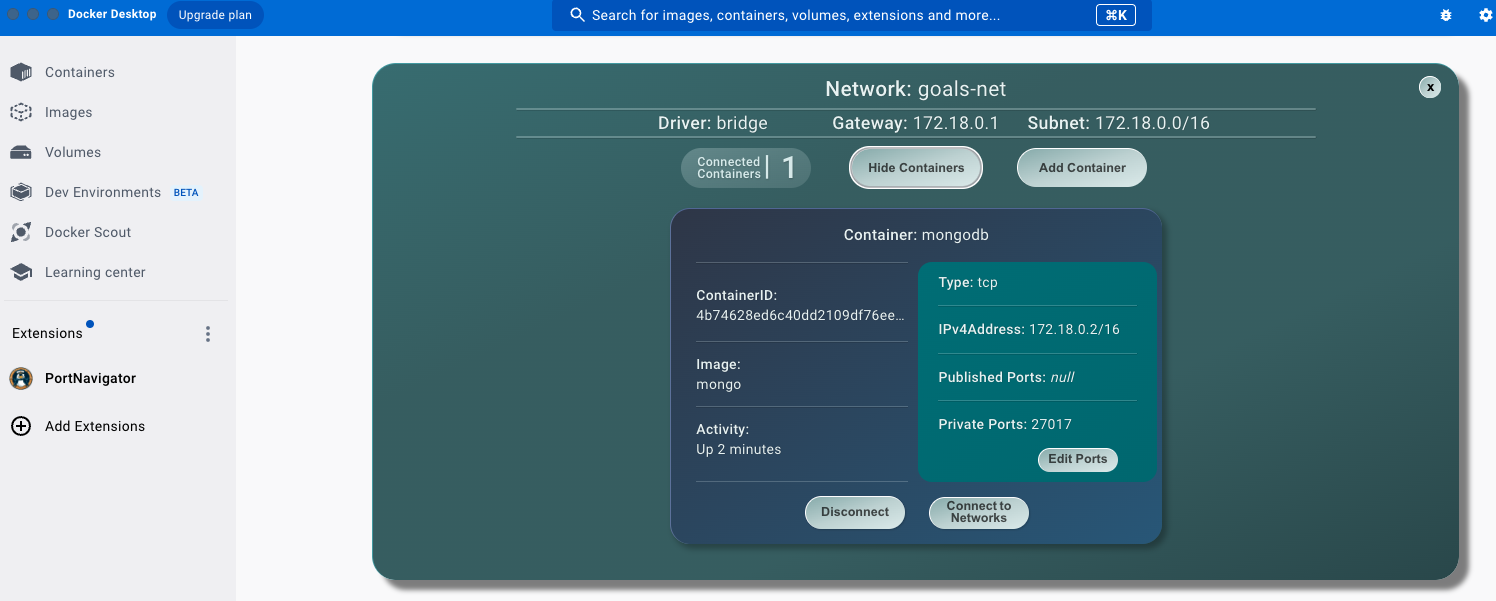 Docker Desktop Upgrade plan Search for images, containers, volumes, extensions and more... ⌘K
Containers
Images
Volumes
Dev Environments BETA
Docker Scout
Learning center
Extensions
PortNavigator
Add Extensions
Network: goals-net
x
Driver: bridge Gateway: 172.18.0.1 Subnet: 172.18.0.0/16
Connected
Containers 1
Hide Containers
Add Container
Container: mongodb
ContainerID:
4b74628ed6c40dd2109df76ee...
Image:
mongo
Activity:
Up 2 minutes
Type: tcp
IPv4Address: 172.18.0.2/16
Published Ports: null
Private Ports: 27017
Edit Ports
Disconnect
Connect to
Networks